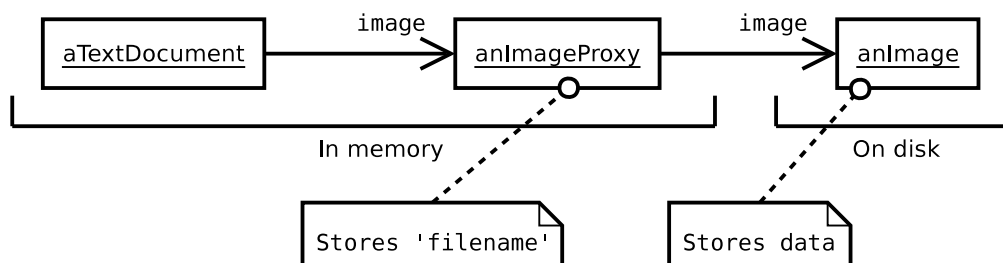 image
image
aTextDocument
anImageProxy
anImage
In memory
On disk
Stores 'filename'
Stores data